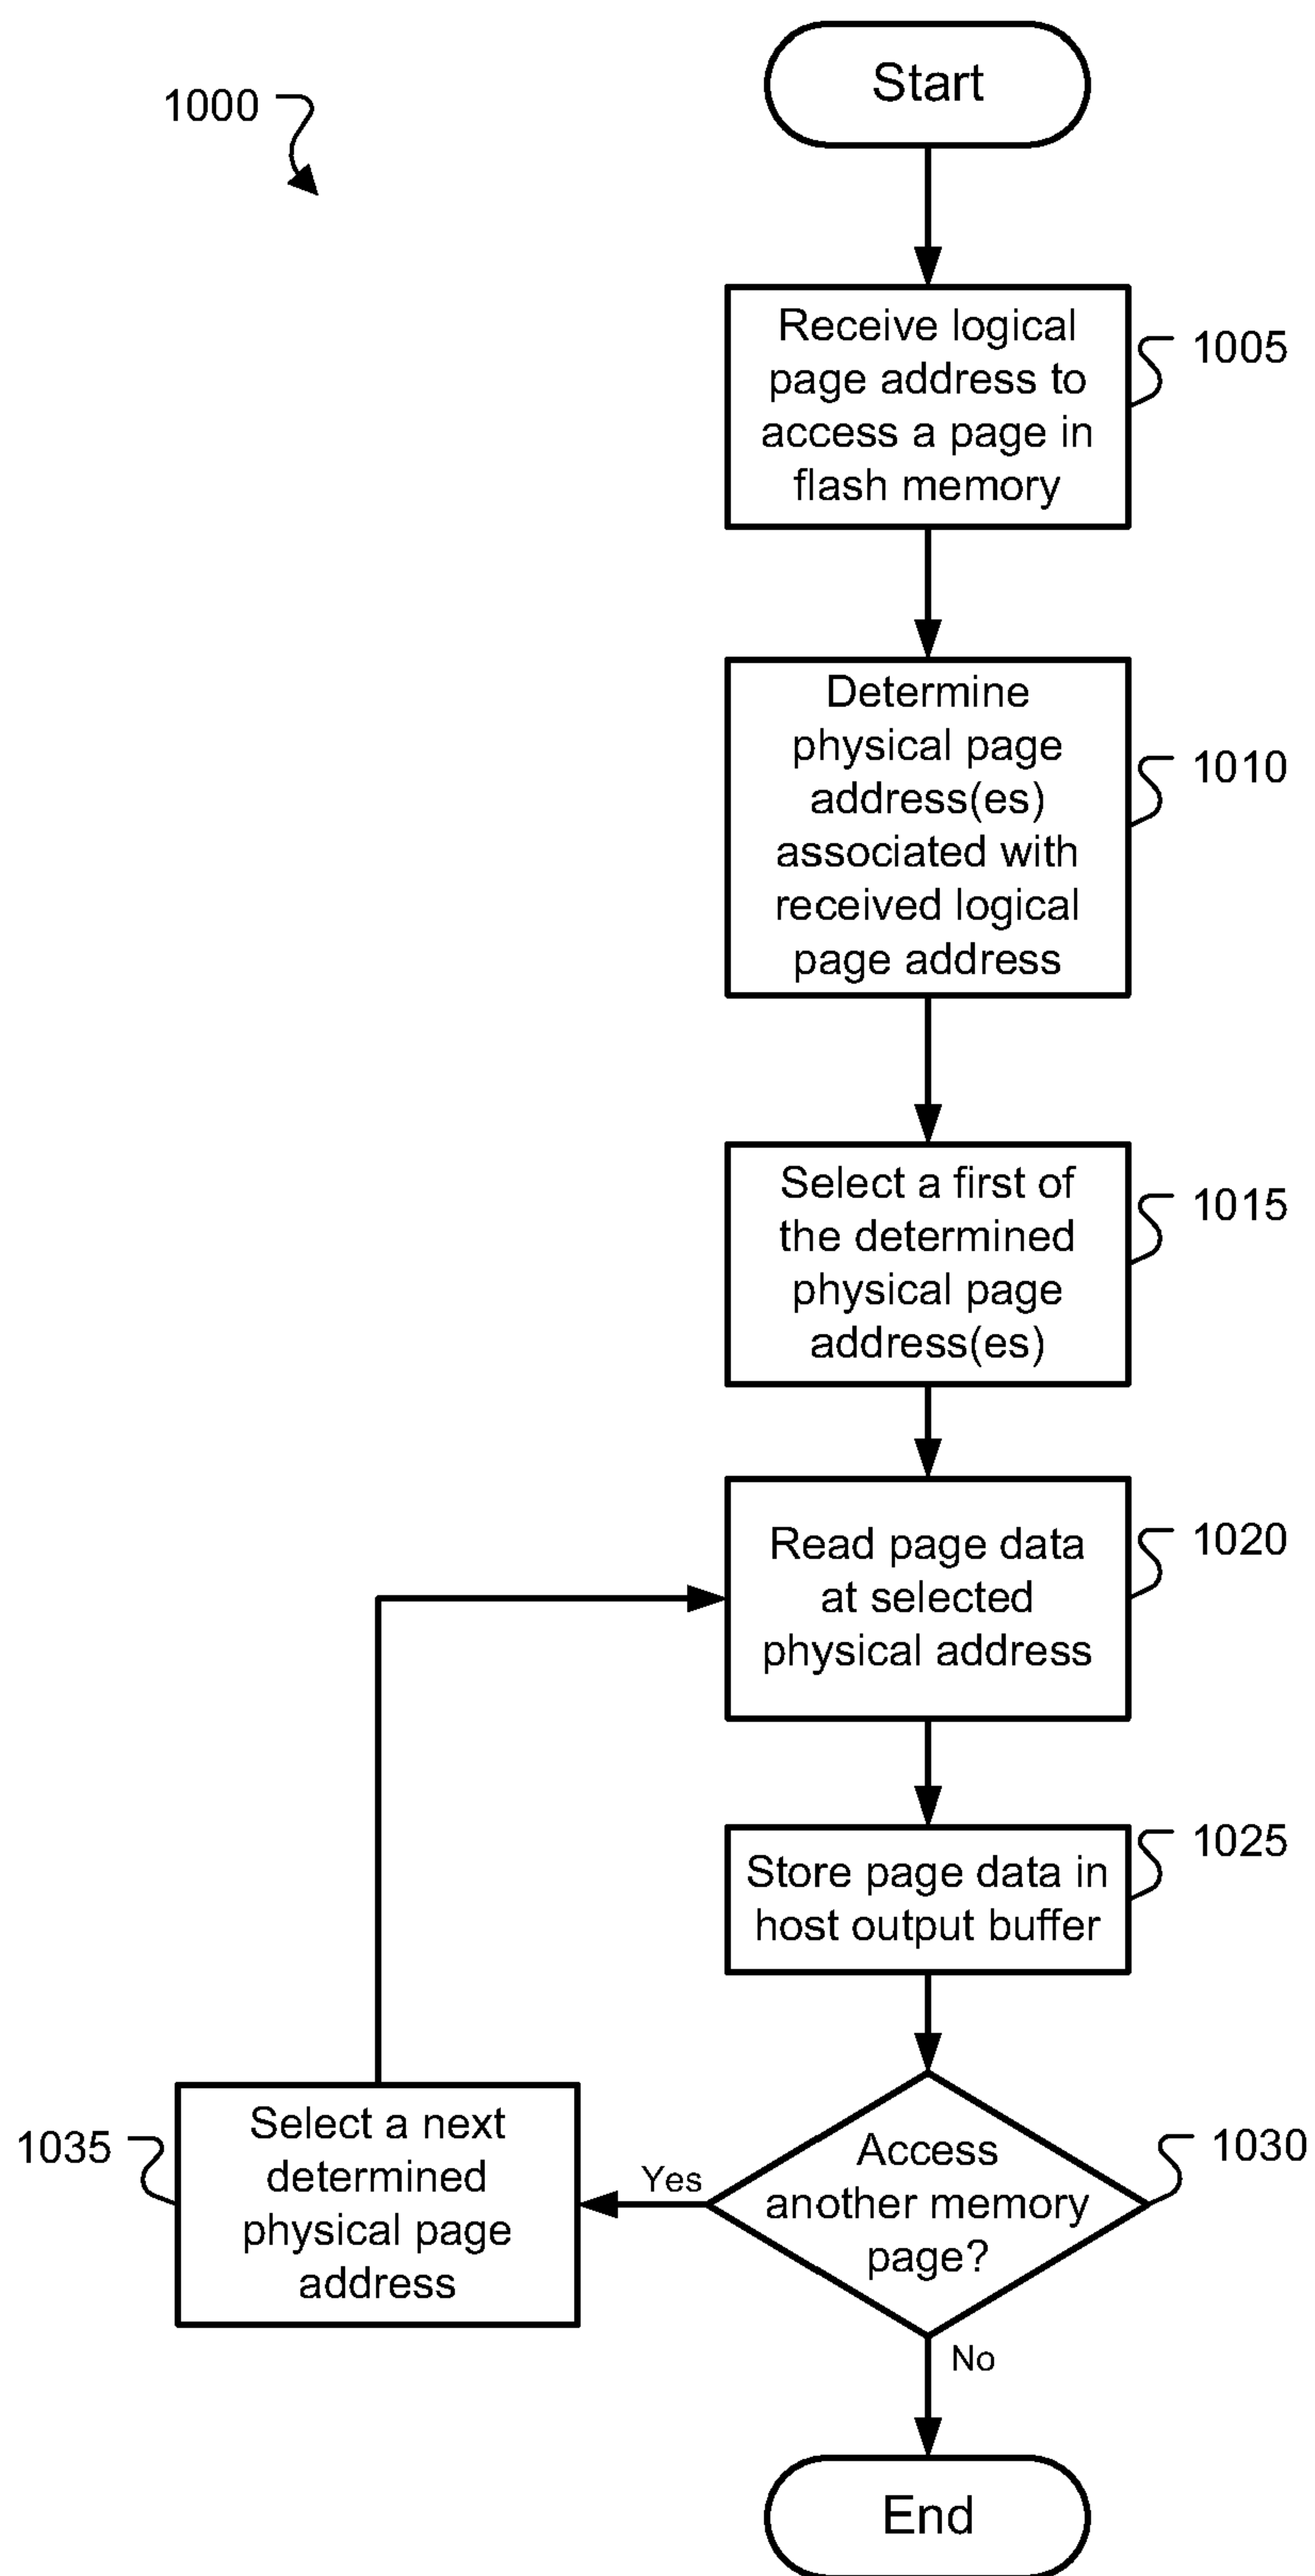 1000
Start
Receive logical
page address to
access a page in
flash memory
1005
Determine
physical page
address(es)
associated with
received logical
page address
1010
Select a first of
the determined
physical page
address(es)
1015
Read page data
at selected
physical address
1020
Store page data in
host output buffer
1025
Access
another memory
page?
1030
Yes
Select a next
determined
physical page
address
1035
No
End